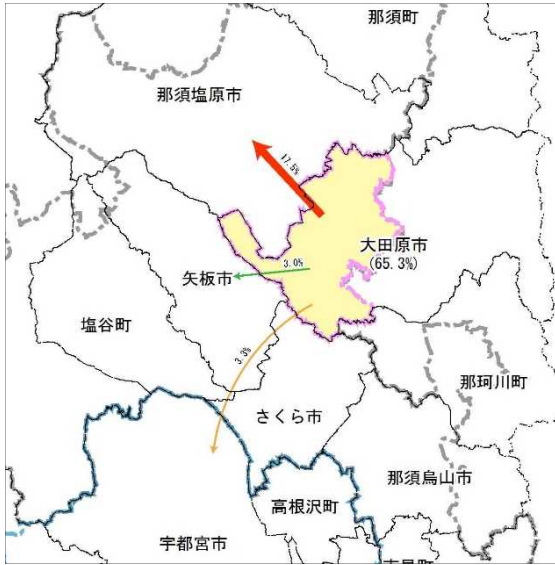 那須町
那須塩原市
17.5%
大田原市
(65.3%)
3.0%
矢板市
塩谷町
3.3%
那珂川町
さくら市
那須烏山市
高根沢町
宇都宮市